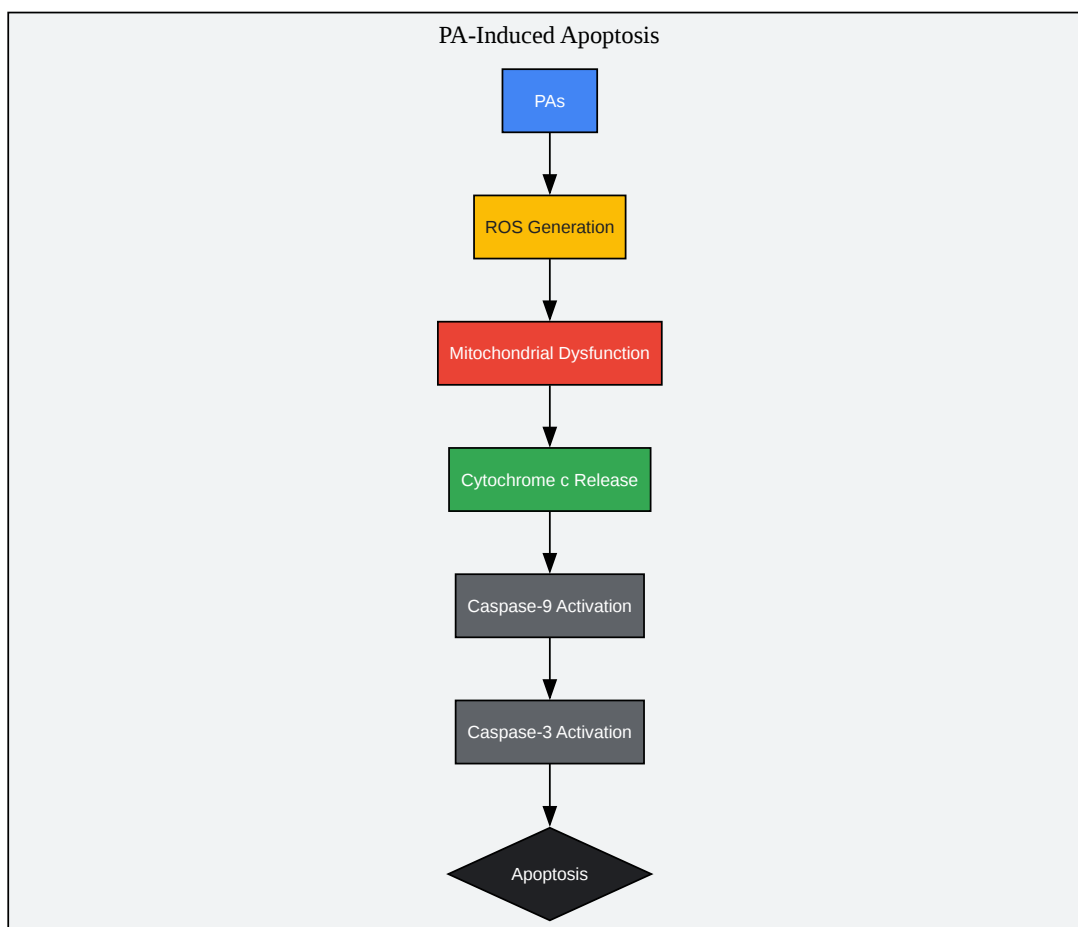 PA-Induced Apoptosis
PAs
ROS Generation
Mitochondrial Dysfunction
Cytochrome c Release
Caspase-9 Activation
Caspase-3 Activation
Apoptosis